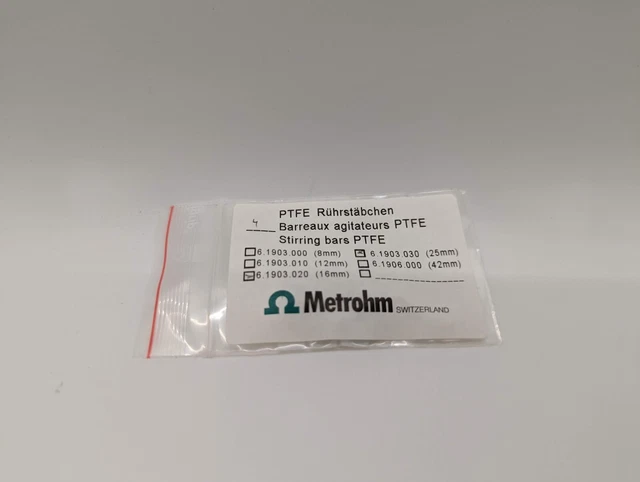 PTFE Rührstäbchen
4 Barreaux agitateurs PTFE
Stirring bars PTFE
6.1903.000 (8mm) 6.1903.030 (25mm)
6.1903.010 (12mm) 6.1906.000 (42mm)
6.1903.020 (16mm)
Metrohm SWITZERLAND